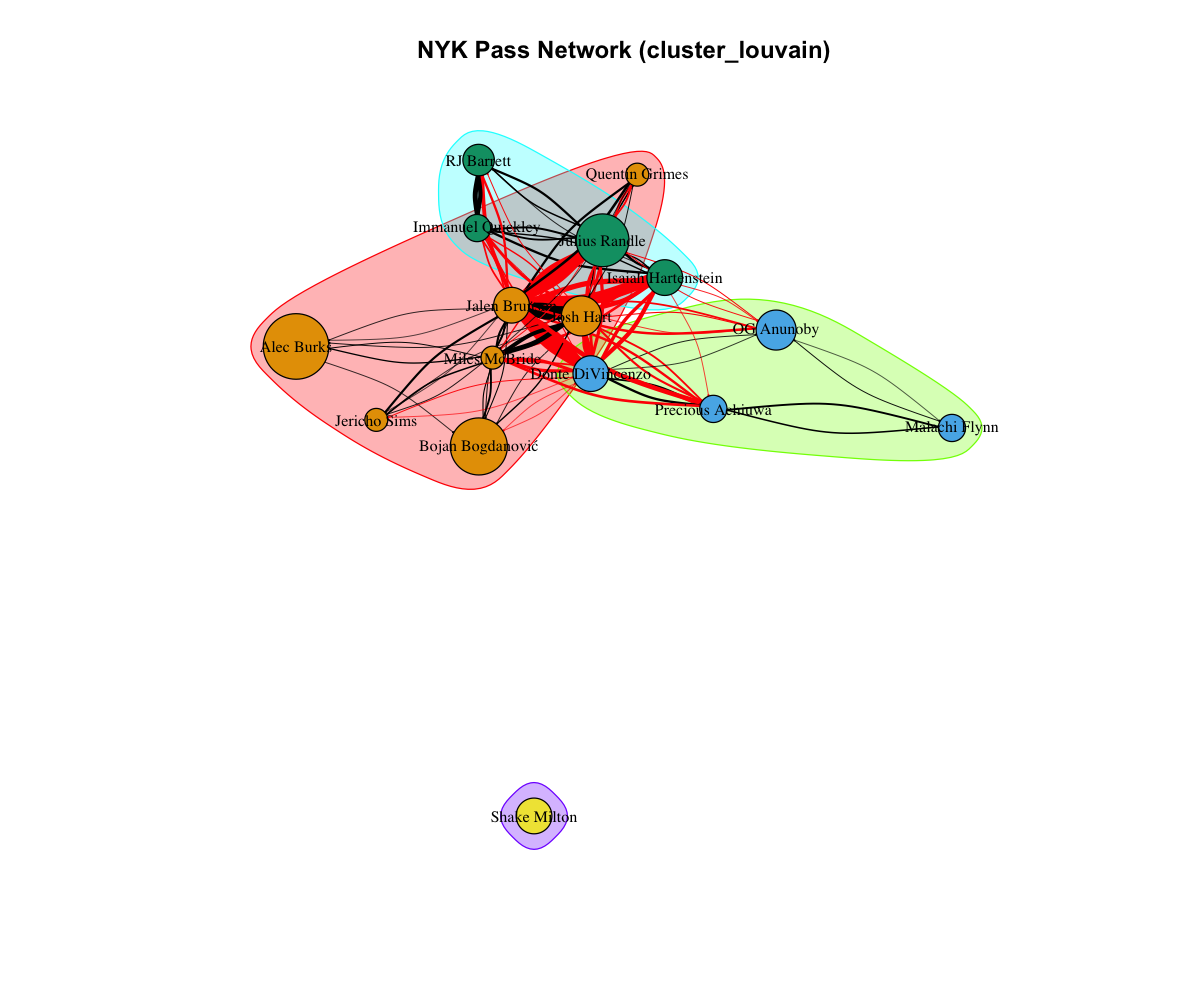 NYK Pass Network (cluster_louvain)
RJ Barrett
Quentin Grimes
Immanuel Quickley
Julius Randle
Isaiah Hartenstein
Jalen Brunson
Josh Hart
OG Anunoby
Alec Burks
Miles McBride
Donte DiVincenzo
Precious Achiuwa
Jericho Sims
Malachi Flynn
Bojan Bogdanović
Shake Milton